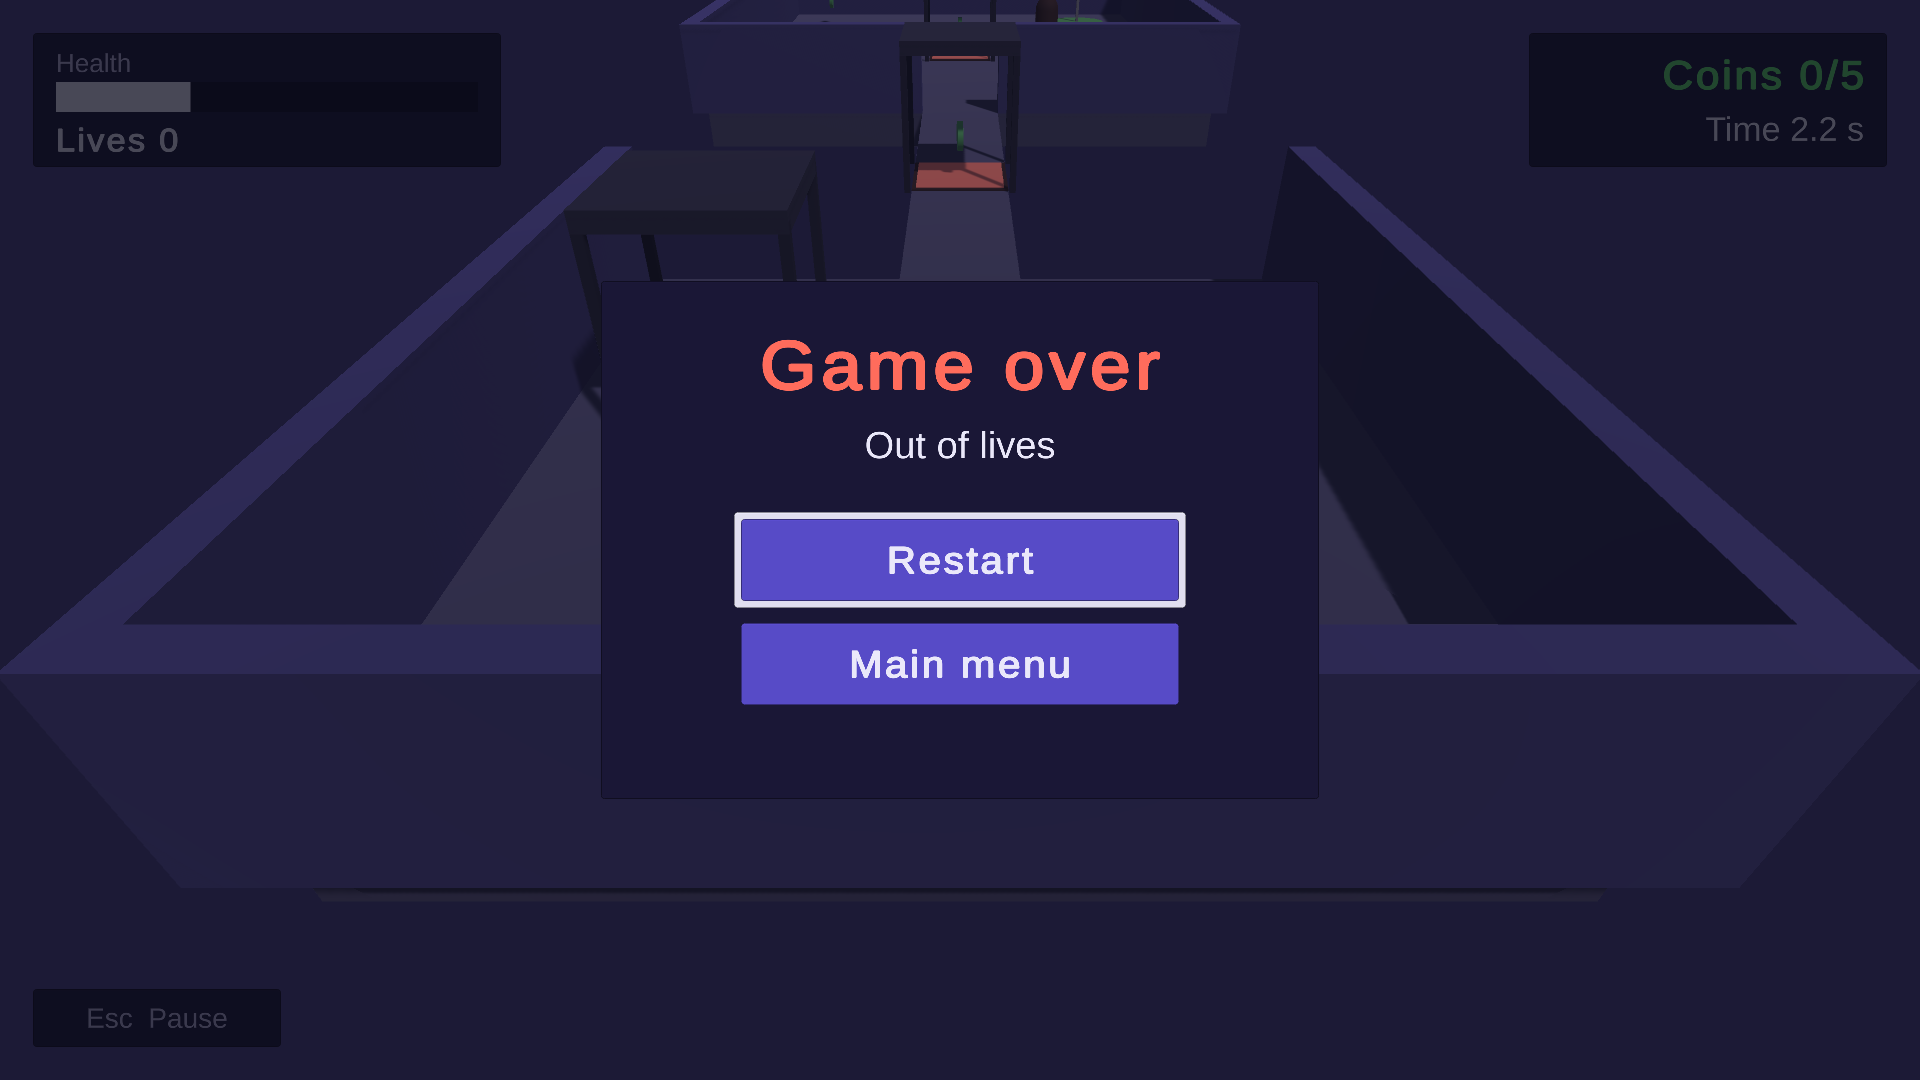 Health
Lives 0
Coins 0/5
Time 2.2 s
Game over
Out of lives
Restart
Main menu
Esc Pause